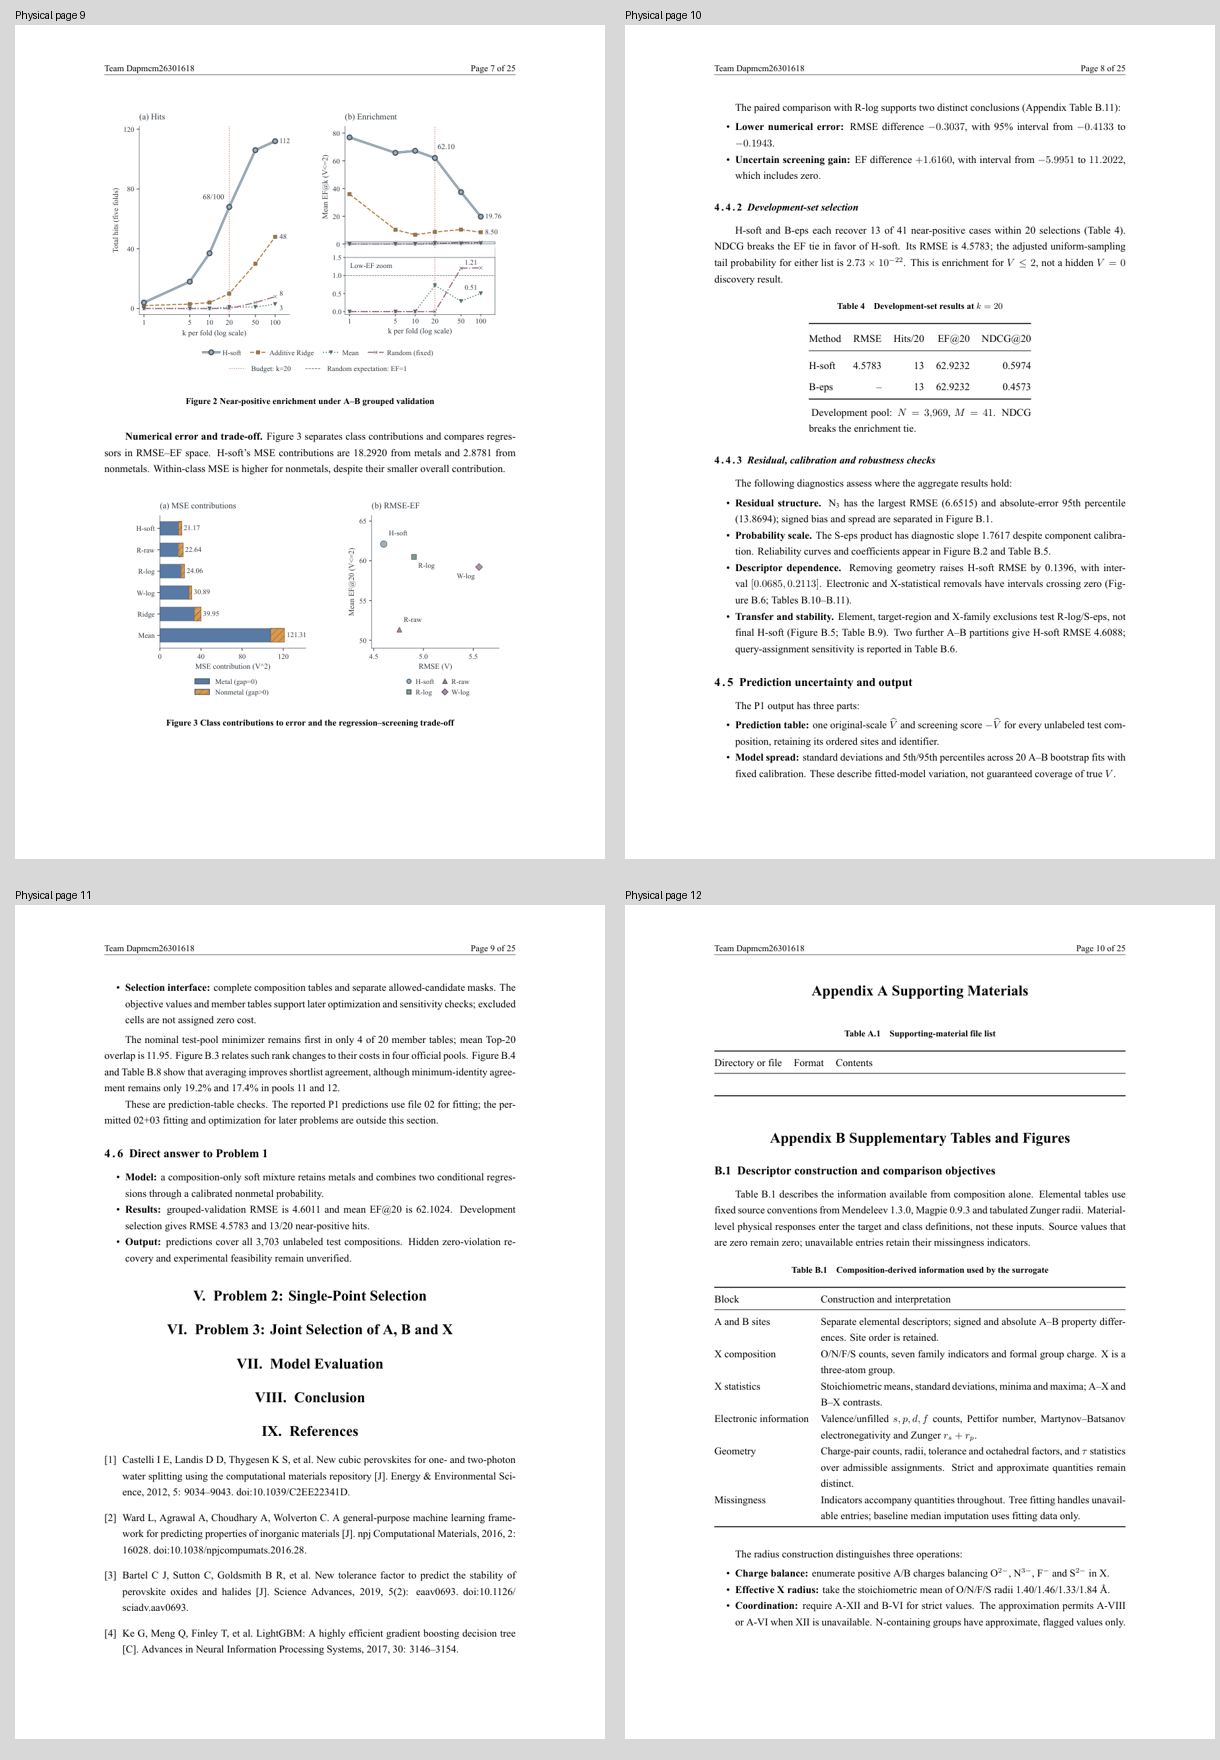 Physical page 9
Team Dapmcm26301618 Page 7 of 25
(a) Hits
120
80
40
0
Total hits (five folds)
112
68/100
48
8
3
1 5 10 20 50 100
k per fold (log scale)
(b) Enrichment
80
60
40
20
0
Mean EF@k (V<=2)
62.10
19.76
8.50
1.5
1.0
0.5
0.0
Low-EF zoom
1.21
0.51
1 5 10 20 50 100
k per fold (log scale)
H-soft Additive Ridge Mean Random (fixed)
Budget: k=20 Random expectation: EF=1
Figure 2 Near-positive enrichment under A–B grouped validation
Numerical error and trade-off. Figure 3 separates class contributions and compares regres-
sors in RMSE–EF space. H-soft's MSE contributions are 18.2920 from metals and 2.8781 from
nonmetals. Within-class MSE is higher for nonmetals, despite their smaller overall contribution.
(a) MSE contributions
H-soft 21.17
R-raw 22.64
R-log 24.06
W-log 30.89
Ridge 39.95
Mean 121.31
0 40 80 120
MSE contribution (V^2)
Metal (gap=0)
Nonmetal (gap>0)
(b) RMSE-EF
65
60
55
50
Mean EF@20 (V<=2)
H-soft
R-log
W-log
R-raw
4.5 5.0 5.5
RMSE (V)
H-soft R-raw
R-log W-log
Figure 3 Class contributions to error and the regression–screening trade-off
Physical page 10
Team Dapmcm26301618 Page 8 of 25
The paired comparison with R-log supports two distinct conclusions (Appendix Table B.11):
• Lower numerical error: RMSE difference −0.3037, with 95% interval from −0.4133 to
−0.1943.
• Uncertain screening gain: EF difference +1.6160, with interval from −5.9951 to 11.2022,
which includes zero.
4.4.2 Development-set selection
H-soft and B-eps each recover 13 of 41 near-positive cases within 20 selections (Table 4).
NDCG breaks the EF tie in favor of H-soft. Its RMSE is 4.5783; the adjusted uniform-sampling
tail probability for either list is 2.73 × 10⁻²². This is enrichment for V ≤ 2, not a hidden V = 0
discovery result.
Table 4 Development-set results at k = 20
Method RMSE Hits/20 EF@20 NDCG@20
H-soft 4.5783 13 62.9232 0.5974
B-eps – 13 62.9232 0.4573
Development pool: N = 3,969, M = 41. NDCG
breaks the enrichment tie.
4.4.3 Residual, calibration and robustness checks
The following diagnostics assess where the aggregate results hold:
• Residual structure. N₃ has the largest RMSE (6.6515) and absolute-error 95th percentile
(13.8694); signed bias and spread are separated in Figure B.1.
• Probability scale. The S-eps product has diagnostic slope 1.7617 despite component calibra-
tion. Reliability curves and coefficients appear in Figure B.2 and Table B.5.
• Descriptor dependence. Removing geometry raises H-soft RMSE by 0.1396, with inter-
val [0.0685, 0.2113]. Electronic and X-statistical removals have intervals crossing zero (Fig-
ure B.6; Tables B.10–B.11).
• Transfer and stability. Element, target-region and X-family exclusions test R-log/S-eps, not
final H-soft (Figure B.5; Table B.9). Two further A–B partitions give H-soft RMSE 4.6088;
query-assignment sensitivity is reported in Table B.6.
4.5 Prediction uncertainty and output
The P1 output has three parts:
• Prediction table: one original-scale V̂ and screening score −V̂ for every unlabeled test com-
position, retaining its ordered sites and identifier.
• Model spread: standard deviations and 5th/95th percentiles across 20 A–B bootstrap fits with
fixed calibration. These describe fitted-model variation, not guaranteed coverage of true V.
Physical page 11
Team Dapmcm26301618 Page 9 of 25
• Selection interface: complete composition tables and separate allowed-candidate masks. The
objective values and member tables support later optimization and sensitivity checks; excluded
cells are not assigned zero cost.
The nominal test-pool minimizer remains first in only 4 of 20 member tables; mean Top-20
overlap is 11.95. Figure B.3 relates such rank changes to their costs in four official pools. Figure B.4
and Table B.8 show that averaging improves shortlist agreement, although minimum-identity agree-
ment remains only 19.2% and 17.4% in pools 11 and 12.
These are prediction-table checks. The reported P1 predictions use file 02 for fitting; the per-
mitted 02+03 fitting and optimization for later problems are outside this section.
4.6 Direct answer to Problem 1
• Model: a composition-only soft mixture retains metals and combines two conditional regres-
sions through a calibrated nonmetal probability.
• Results: grouped-validation RMSE is 4.6011 and mean EF@20 is 62.1024. Development
selection gives RMSE 4.5783 and 13/20 near-positive hits.
• Output: predictions cover all 3,703 unlabeled test compositions. Hidden zero-violation re-
covery and experimental feasibility remain unverified.
V. Problem 2: Single-Point Selection
VI. Problem 3: Joint Selection of A, B and X
VII. Model Evaluation
VIII. Conclusion
IX. References
[1] Castelli I E, Landis D D, Thygesen K S, et al. New cubic perovskites for one- and two-photon
water splitting using the computational materials repository [J]. Energy & Environmental Sci-
ence, 2012, 5: 9034–9043. doi:10.1039/C2EE22341D.
[2] Ward L, Agrawal A, Choudhary A, Wolverton C. A general-purpose machine learning frame-
work for predicting properties of inorganic materials [J]. npj Computational Materials, 2016, 2:
16028. doi:10.1038/npjcompumats.2016.28.
[3] Bartel C J, Sutton C, Goldsmith B R, et al. New tolerance factor to predict the stability of
perovskite oxides and halides [J]. Science Advances, 2019, 5(2): eaav0693. doi:10.1126/
sciadv.aav0693.
[4] Ke G, Meng Q, Finley T, et al. LightGBM: A highly efficient gradient boosting decision tree
[C]. Advances in Neural Information Processing Systems, 2017, 30: 3146–3154.
Physical page 12
Team Dapmcm26301618 Page 10 of 25
Appendix A Supporting Materials
Table A.1 Supporting-material file list
Directory or file Format Contents
Appendix B Supplementary Tables and Figures
B.1 Descriptor construction and comparison objectives
Table B.1 describes the information available from composition alone. Elemental tables use
fixed source conventions from Mendeleev 1.3.0, Magpie 0.9.3 and tabulated Zunger radii. Material-
level physical responses enter the target and class definitions, not these inputs. Source values that
are zero remain zero; unavailable entries retain their missingness indicators.
Table B.1 Composition-derived information used by the surrogate
Block Construction and interpretation
A and B sites Separate elemental descriptors; signed and absolute A–B property differ-
ences. Site order is retained.
X composition O/N/F/S counts, seven family indicators and formal group charge. X is a
three-atom group.
X statistics Stoichiometric means, standard deviations, minima and maxima; A–X and
B–X contrasts.
Electronic information Valence/unfilled s, p, d, f counts, Pettifor number, Martynov–Batsanov
electronegativity and Zunger rₛ + rₚ.
Geometry Charge-pair counts, radii, tolerance and octahedral factors, and τ statistics
over admissible assignments. Strict and approximate quantities remain
distinct.
Missingness Indicators accompany quantities throughout. Tree fitting handles unavail-
able entries; baseline median imputation uses fitting data only.
The radius construction distinguishes three operations:
• Charge balance: enumerate positive A/B charges balancing O²⁻, N³⁻, F⁻ and S²⁻ in X.
• Effective X radius: take the stoichiometric mean of O/N/F/S radii 1.40/1.46/1.33/1.84 Å.
• Coordination: require A-XII and B-VI for strict values. The approximation permits A-VIII
or A-VI when XII is unavailable. N-containing groups have approximate, flagged values only.